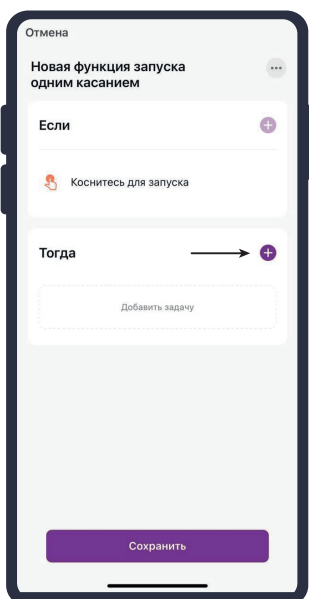 Отмена
Новая функция запуска
одним касанием
Если
Коснитесь для запуска
Тогда
Добавить задачу
Сохранить